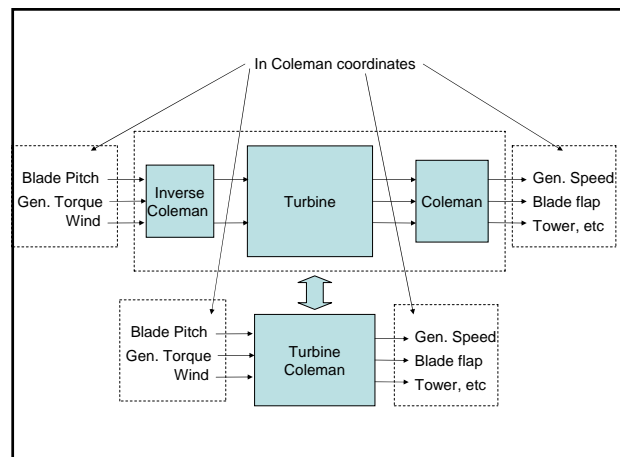 In Coleman coordinates
Blade Pitch
Gen. Torque
Wind
Inverse
Coleman
Turbine
Coleman
Gen. Speed
Blade flap
Tower, etc
Blade Pitch
Gen. Torque
Wind
Turbine
Coleman
Gen. Speed
Blade flap
Tower, etc